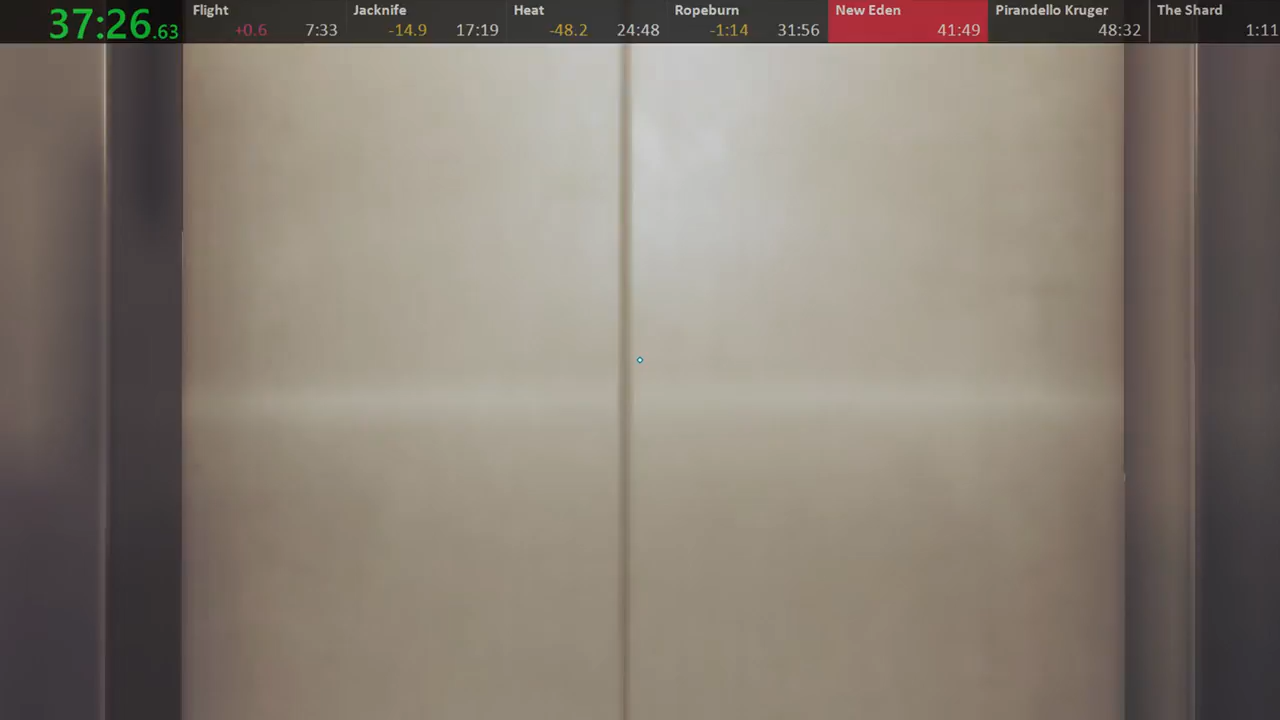 37:26.63
Flight
+0.6 7:33
Jacknife
-14.9 17:19
Heat
-48.2 24:48
Ropeburn
-1:14 31:56
New Eden
41:49
Pirandello Kruger
48:32
The Shard
1:11